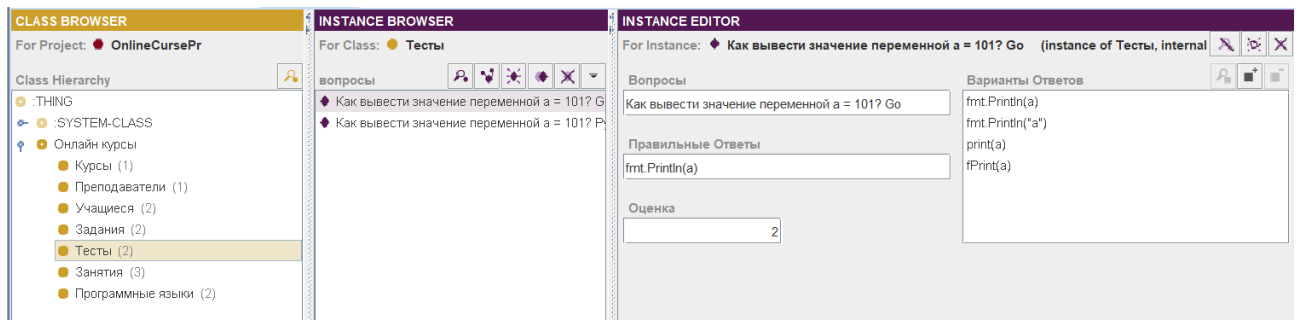 CLASS BROWSER
For Project: OnlineCursePr
Class Hierarchy
:THING
:SYSTEM-CLASS
Онлайн курсы
Курсы (1)
Преподаватели (1)
Учащиеся (2)
Задания (2)
Тесты (2)
Занятия (3)
Программные языки (2)
INSTANCE BROWSER
For Class: Тесты
вопросы
Как вывести значение переменной a = 101? G
Как вывести значение переменной a = 101? P
INSTANCE EDITOR
For Instance: Как вывести значение переменной a = 101? Go (instance of Тесты, internal
Вопросы
Как вывести значение переменной a = 101? Go
Правильные Ответы
fmt.Println(a)
Оценка
2
Варианты Ответов
fmt.Println(a)
fmt.Println("a")
print(a)
fPrint(a)